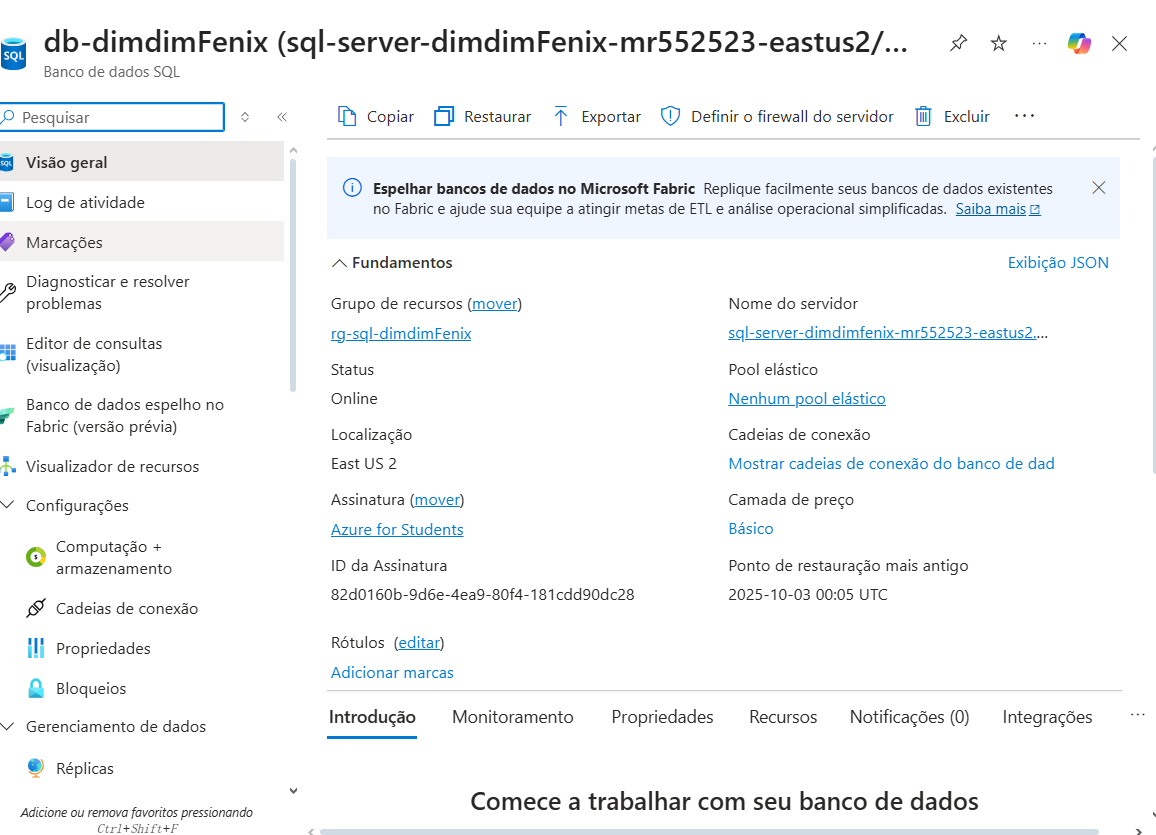 db-dimdimFenix (sql-server-dimdimFenix-mr552523-eastus2/...
SQL
Banco de dados SQL
Pesquisar
Visão geral
Log de atividade
Marcações
Diagnosticar e resolver
problemas
Editor de consultas
(visualização)
Banco de dados espelho no
Fabric (versão prévia)
Visualizador de recursos
Configurações
Computação +
armazenamento
Cadeias de conexão
Propriedades
Bloqueios
Gerenciamento de dados
Réplicas
Adicione ou remova favoritos pressionando
Ctrl+Shift+F
Copiar
Restaurar
Exportar
Definir o firewall do servidor
Excluir
Espelhar bancos de dados no Microsoft Fabric Replique facilmente seus bancos de dados existentes
no Fabric e ajude sua equipe a atingir metas de ETL e análise operacional simplificadas. Saiba mais
Fundamentos
Exibição JSON
Grupo de recursos (mover)
rg-sql-dimdimFenix
Status
Online
Localização
East US 2
Assinatura (mover)
Azure for Students
ID da Assinatura
82d0160b-9d6e-4ea9-80f4-181cdd90dc28
Nome do servidor
sql-server-dimdimfenix-mr552523-eastus2....
Pool elástico
Nenhum pool elástico
Cadeias de conexão
Mostrar cadeias de conexão do banco de dad
Camada de preço
Básico
Ponto de restauração mais antigo
2025-10-03 00:05 UTC
Rótulos (editar)
Adicionar marcas
Introdução
Monitoramento
Propriedades
Recursos
Notificações (0)
Integrações
Comece a trabalhar com seu banco de dados